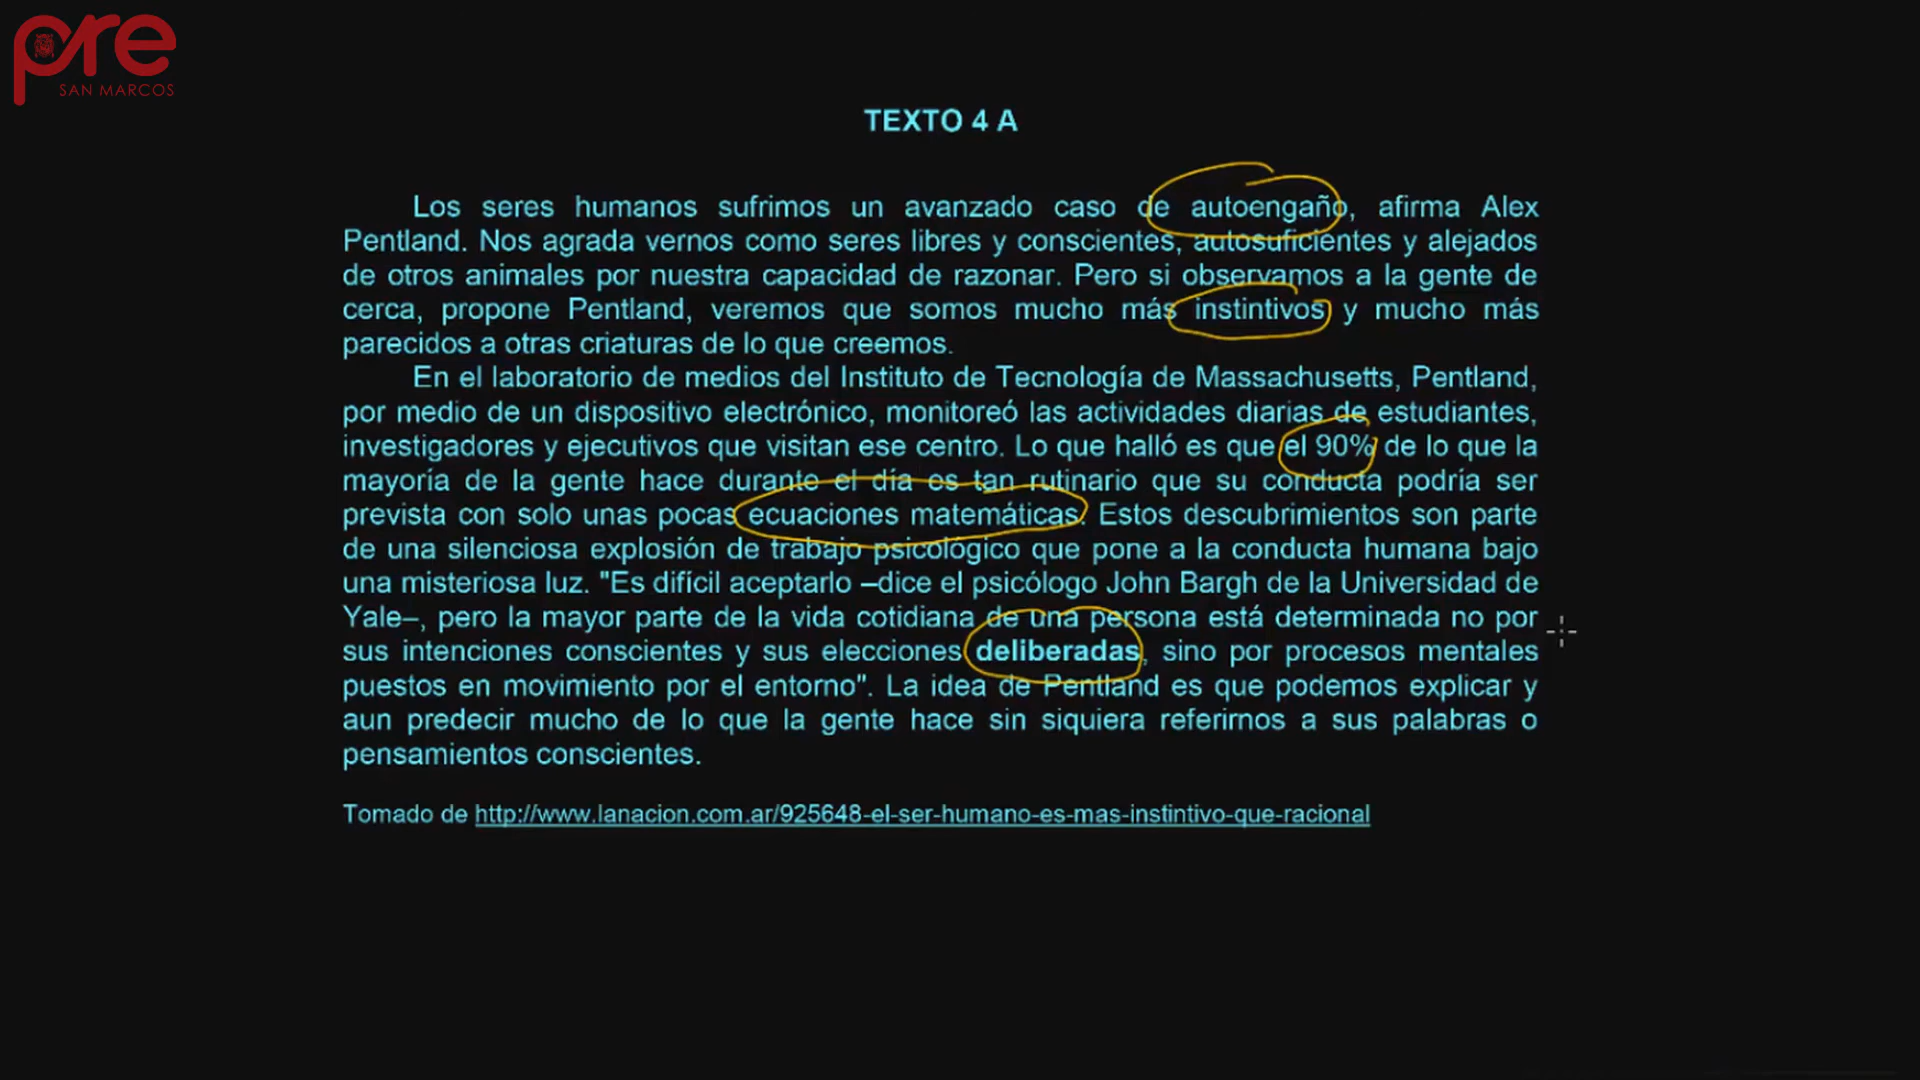 pre
SAN MARCOS
TEXTO 4 A
Los seres humanos sufrimos un avanzado caso de autoengaño, afirma Alex
Pentland. Nos agrada vernos como seres libres y conscientes, autosuficientes y alejados
de otros animales por nuestra capacidad de razonar. Pero si observamos a la gente de
cerca, propone Pentland, veremos que somos mucho más instintivos y mucho más
parecidos a otras criaturas de lo que creemos.
En el laboratorio de medios del Instituto de Tecnología de Massachusetts, Pentland,
por medio de un dispositivo electrónico, monitoreó las actividades diarias de estudiantes,
investigadores y ejecutivos que visitan ese centro. Lo que halló es que el 90% de lo que la
mayoría de la gente hace durante el día es tan rutinario que su conducta podría ser
prevista con solo unas pocas ecuaciones matemáticas. Estos descubrimientos son parte
de una silenciosa explosión de trabajo psicológico que pone a la conducta humana bajo
una misteriosa luz. "Es difícil aceptarlo –dice el psicólogo John Bargh de la Universidad de
Yale–, pero la mayor parte de la vida cotidiana de una persona está determinada no por
sus intenciones conscientes y sus elecciones deliberadas, sino por procesos mentales
puestos en movimiento por el entorno". La idea de Pentland es que podemos explicar y
aun predecir mucho de lo que la gente hace sin siquiera referirnos a sus palabras o
pensamientos conscientes.
Tomado de http://www.lanacion.com.ar/925648-el-ser-humano-es-mas-instintivo-que-racional